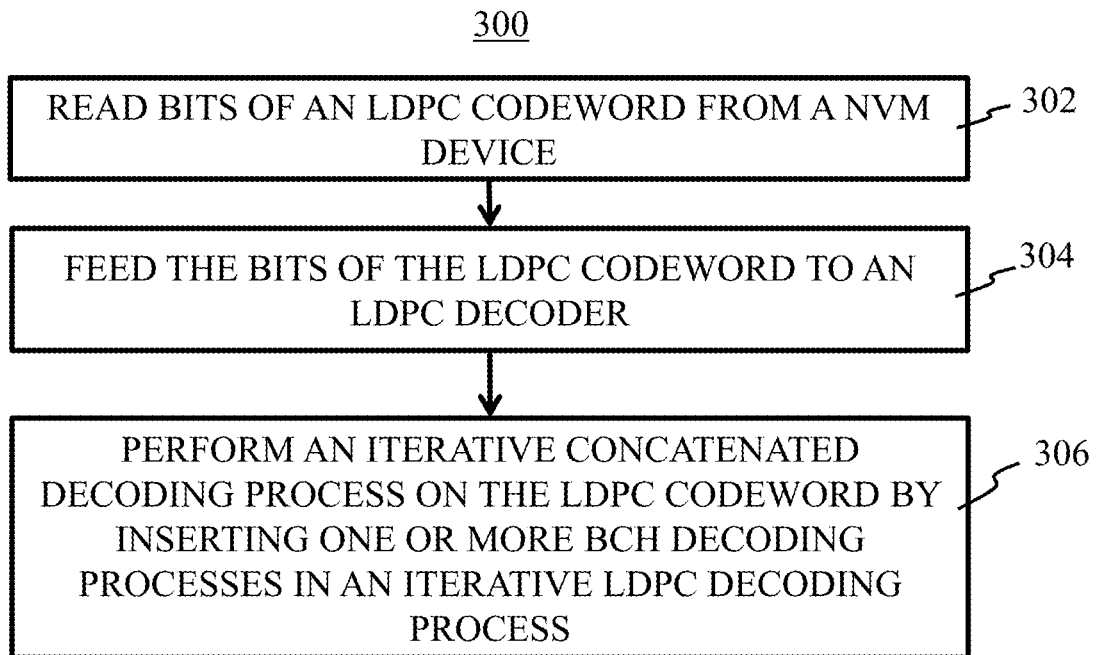 300
READ BITS OF AN LDPC CODEWORD FROM A NVM
DEVICE
302
FEED THE BITS OF THE LDPC CODEWORD TO AN
LDPC DECODER
304
PERFORM AN ITERATIVE CONCATENATED
DECODING PROCESS ON THE LDPC CODEWORD BY
INSERTING ONE OR MORE BCH DECODING
PROCESSES IN AN ITERATIVE LDPC DECODING
PROCESS
306